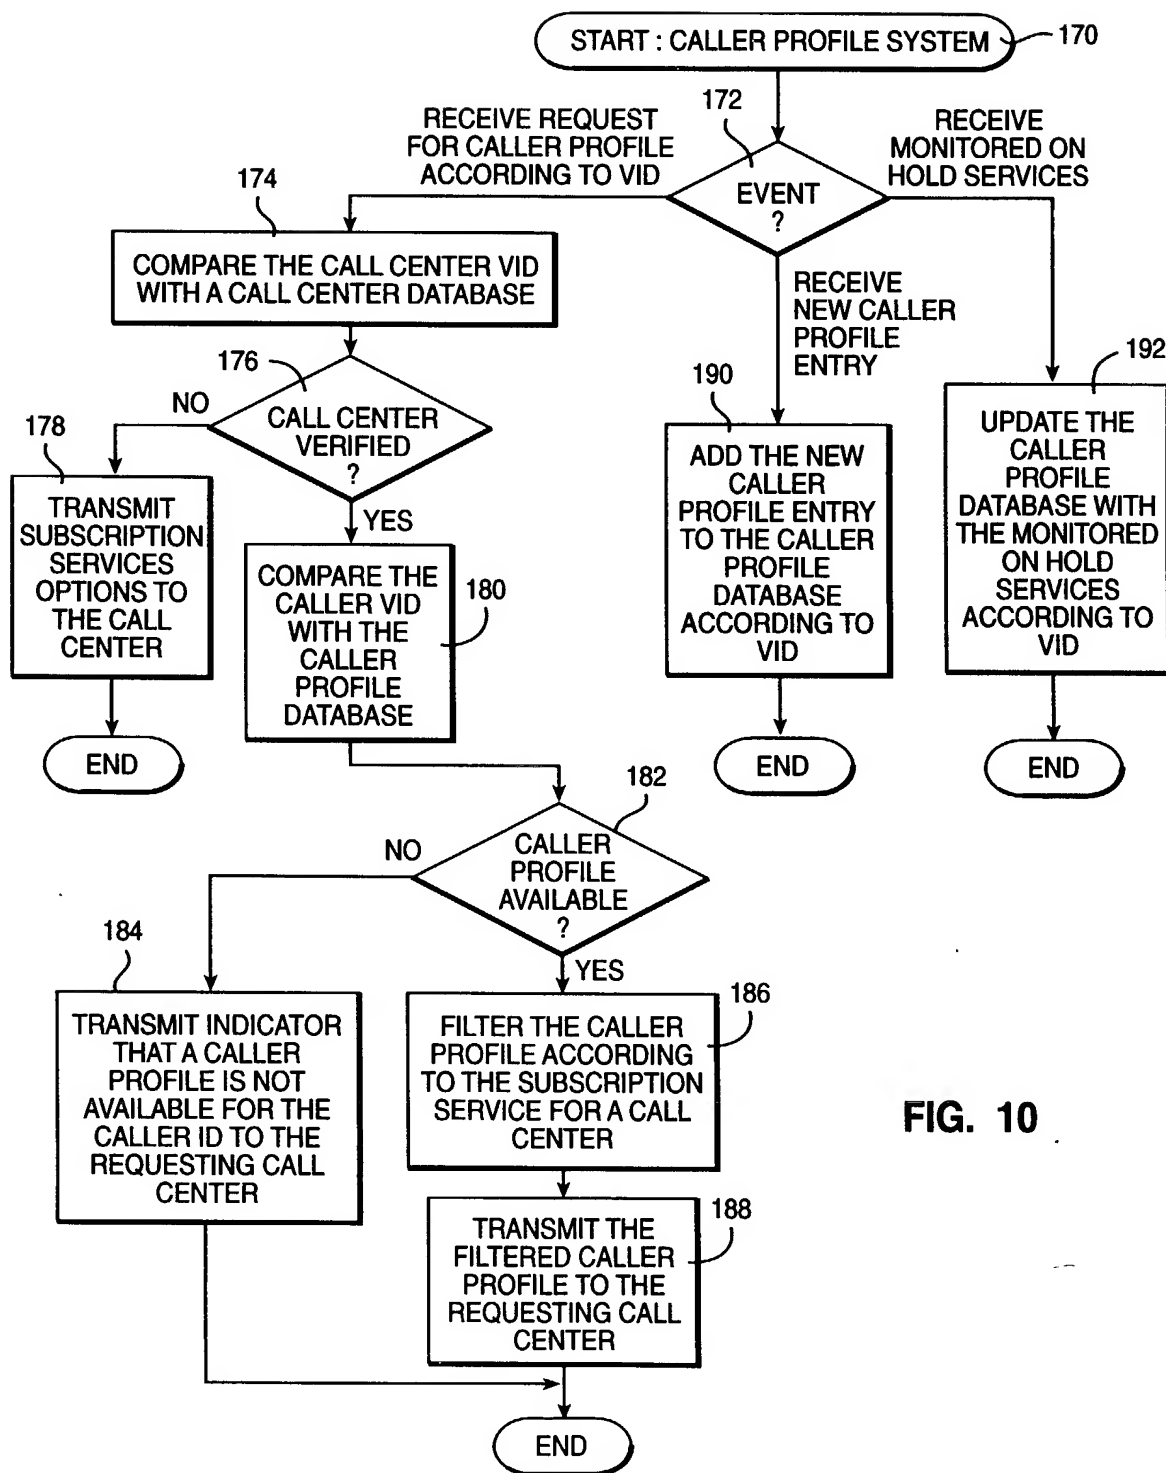 START : CALLER PROFILE SYSTEM
170
172
RECEIVE REQUEST
FOR CALLER PROFILE
ACCORDING TO VID
RECEIVE
MONITORED ON
HOLD SERVICES
EVENT
?
174
COMPARE THE CALL CENTER VID
WITH A CALL CENTER DATABASE
RECEIVE
NEW CALLER
PROFILE
ENTRY
176
CALL CENTER
VERIFIED
?
NO
YES
178
TRANSMIT
SUBSCRIPTION
SERVICES
OPTIONS TO
THE CALL
CENTER
END
180
COMPARE THE
CALLER VID
WITH THE
CALLER
PROFILE
DATABASE
190
ADD THE NEW
CALLER
PROFILE ENTRY
TO THE CALLER
PROFILE
DATABASE
ACCORDING TO
VID
END
192
UPDATE THE
CALLER
PROFILE
DATABASE WITH
THE MONITORED
ON HOLD
SERVICES
ACCORDING TO
VID
END
182
CALLER
PROFILE
AVAILABLE
?
NO
YES
184
TRANSMIT INDICATOR
THAT A CALLER
PROFILE IS NOT
AVAILABLE FOR THE
CALLER ID TO THE
REQUESTING CALL
CENTER
186
FILTER THE CALLER
PROFILE ACCORDING
TO THE SUBSCRIPTION
SERVICE FOR A CALL
CENTER
188
TRANSMIT THE
FILTERED CALLER
PROFILE TO THE
REQUESTING CALL
CENTER
END
FIG. 10